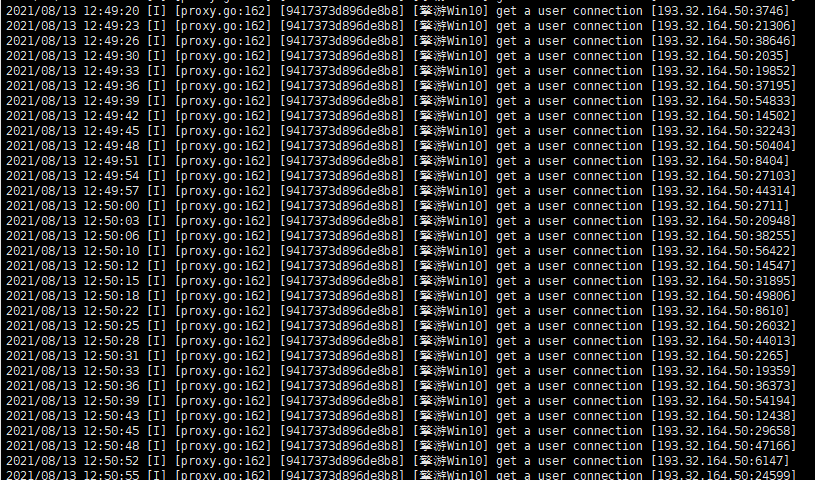 2021/08/13 12:49:20 [I] [proxy.go:162] [9417373d896de8b8] [擎游Win10] get a user connection [193.32.164.50:3746]
2021/08/13 12:49:23 [I] [proxy.go:162] [9417373d896de8b8] [擎游Win10] get a user connection [193.32.164.50:21306]
2021/08/13 12:49:26 [I] [proxy.go:162] [9417373d896de8b8] [擎游Win10] get a user connection [193.32.164.50:38646]
2021/08/13 12:49:30 [I] [proxy.go:162] [9417373d896de8b8] [擎游Win10] get a user connection [193.32.164.50:2035]
2021/08/13 12:49:33 [I] [proxy.go:162] [9417373d896de8b8] [擎游Win10] get a user connection [193.32.164.50:19852]
2021/08/13 12:49:36 [I] [proxy.go:162] [9417373d896de8b8] [擎游Win10] get a user connection [193.32.164.50:37195]
2021/08/13 12:49:39 [I] [proxy.go:162] [9417373d896de8b8] [擎游Win10] get a user connection [193.32.164.50:54833]
2021/08/13 12:49:42 [I] [proxy.go:162] [9417373d896de8b8] [擎游Win10] get a user connection [193.32.164.50:14502]
2021/08/13 12:49:45 [I] [proxy.go:162] [9417373d896de8b8] [擎游Win10] get a user connection [193.32.164.50:32243]
2021/08/13 12:49:48 [I] [proxy.go:162] [9417373d896de8b8] [擎游Win10] get a user connection [193.32.164.50:50404]
2021/08/13 12:49:51 [I] [proxy.go:162] [9417373d896de8b8] [擎游Win10] get a user connection [193.32.164.50:8404]
2021/08/13 12:49:54 [I] [proxy.go:162] [9417373d896de8b8] [擎游Win10] get a user connection [193.32.164.50:27103]
2021/08/13 12:49:57 [I] [proxy.go:162] [9417373d896de8b8] [擎游Win10] get a user connection [193.32.164.50:44314]
2021/08/13 12:50:00 [I] [proxy.go:162] [9417373d896de8b8] [擎游Win10] get a user connection [193.32.164.50:2711]
2021/08/13 12:50:03 [I] [proxy.go:162] [9417373d896de8b8] [擎游Win10] get a user connection [193.32.164.50:20948]
2021/08/13 12:50:06 [I] [proxy.go:162] [9417373d896de8b8] [擎游Win10] get a user connection [193.32.164.50:38255]
2021/08/13 12:50:10 [I] [proxy.go:162] [9417373d896de8b8] [擎游Win10] get a user connection [193.32.164.50:56422]
2021/08/13 12:50:12 [I] [proxy.go:162] [9417373d896de8b8] [擎游Win10] get a user connection [193.32.164.50:14547]
2021/08/13 12:50:15 [I] [proxy.go:162] [9417373d896de8b8] [擎游Win10] get a user connection [193.32.164.50:31895]
2021/08/13 12:50:18 [I] [proxy.go:162] [9417373d896de8b8] [擎游Win10] get a user connection [193.32.164.50:49806]
2021/08/13 12:50:22 [I] [proxy.go:162] [9417373d896de8b8] [擎游Win10] get a user connection [193.32.164.50:8610]
2021/08/13 12:50:25 [I] [proxy.go:162] [9417373d896de8b8] [擎游Win10] get a user connection [193.32.164.50:26032]
2021/08/13 12:50:28 [I] [proxy.go:162] [9417373d896de8b8] [擎游Win10] get a user connection [193.32.164.50:44013]
2021/08/13 12:50:31 [I] [proxy.go:162] [9417373d896de8b8] [擎游Win10] get a user connection [193.32.164.50:2265]
2021/08/13 12:50:33 [I] [proxy.go:162] [9417373d896de8b8] [擎游Win10] get a user connection [193.32.164.50:19359]
2021/08/13 12:50:36 [I] [proxy.go:162] [9417373d896de8b8] [擎游Win10] get a user connection [193.32.164.50:36373]
2021/08/13 12:50:39 [I] [proxy.go:162] [9417373d896de8b8] [擎游Win10] get a user connection [193.32.164.50:54194]
2021/08/13 12:50:43 [I] [proxy.go:162] [9417373d896de8b8] [擎游Win10] get a user connection [193.32.164.50:12438]
2021/08/13 12:50:45 [I] [proxy.go:162] [9417373d896de8b8] [擎游Win10] get a user connection [193.32.164.50:29658]
2021/08/13 12:50:48 [I] [proxy.go:162] [9417373d896de8b8] [擎游Win10] get a user connection [193.32.164.50:47166]
2021/08/13 12:50:52 [I] [proxy.go:162] [9417373d896de8b8] [擎游Win10] get a user connection [193.32.164.50:6147]
2021/08/13 12:50:55 [I] [proxy.go:162] [9417373d896de8b8] [擎游Win10] get a user connection [193.32.164.50:24599]